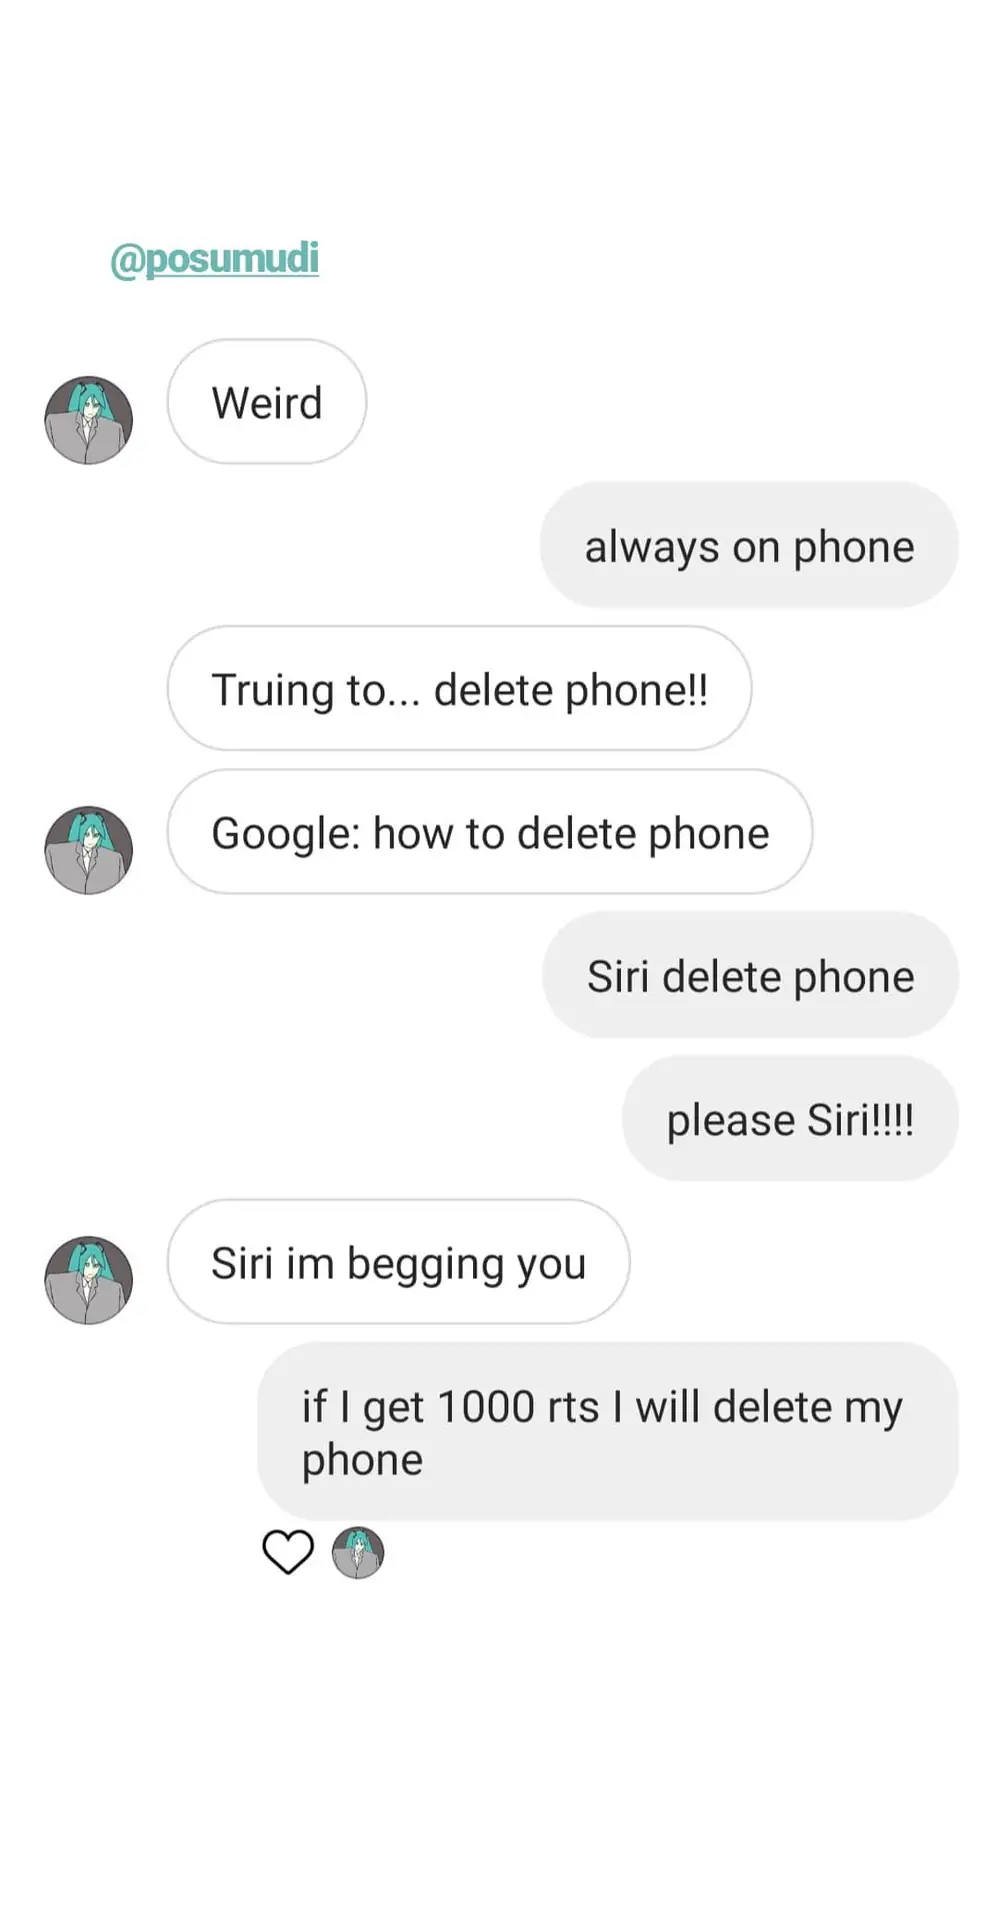 @posumudi
Weird
always on phone
Truing to... delete phone!!
Google: how to delete phone
Siri delete phone
please Siri!!!!
Siri im begging you
if I get 1000 rts I will delete my
phone